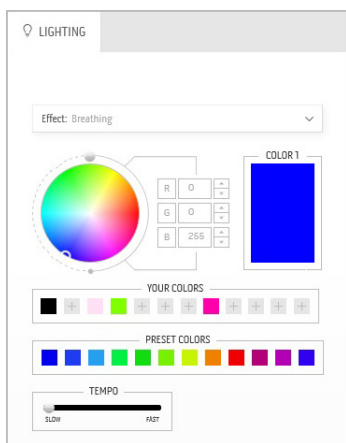 LIGHTING
Effect: Breathing
COLOR 1
R 0
G 0
B 255
YOUR COLORS
PRESET COLORS
TEMPO
SLOW FAST